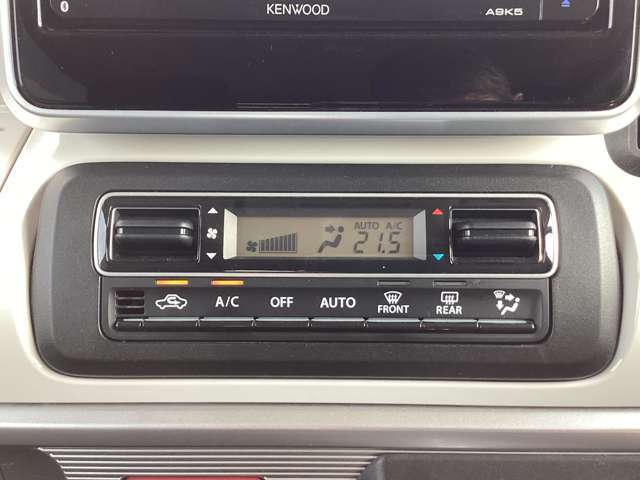 KENWOOD A9K5
AUTO A/C
21.5
A/C OFF AUTO FRONT REAR